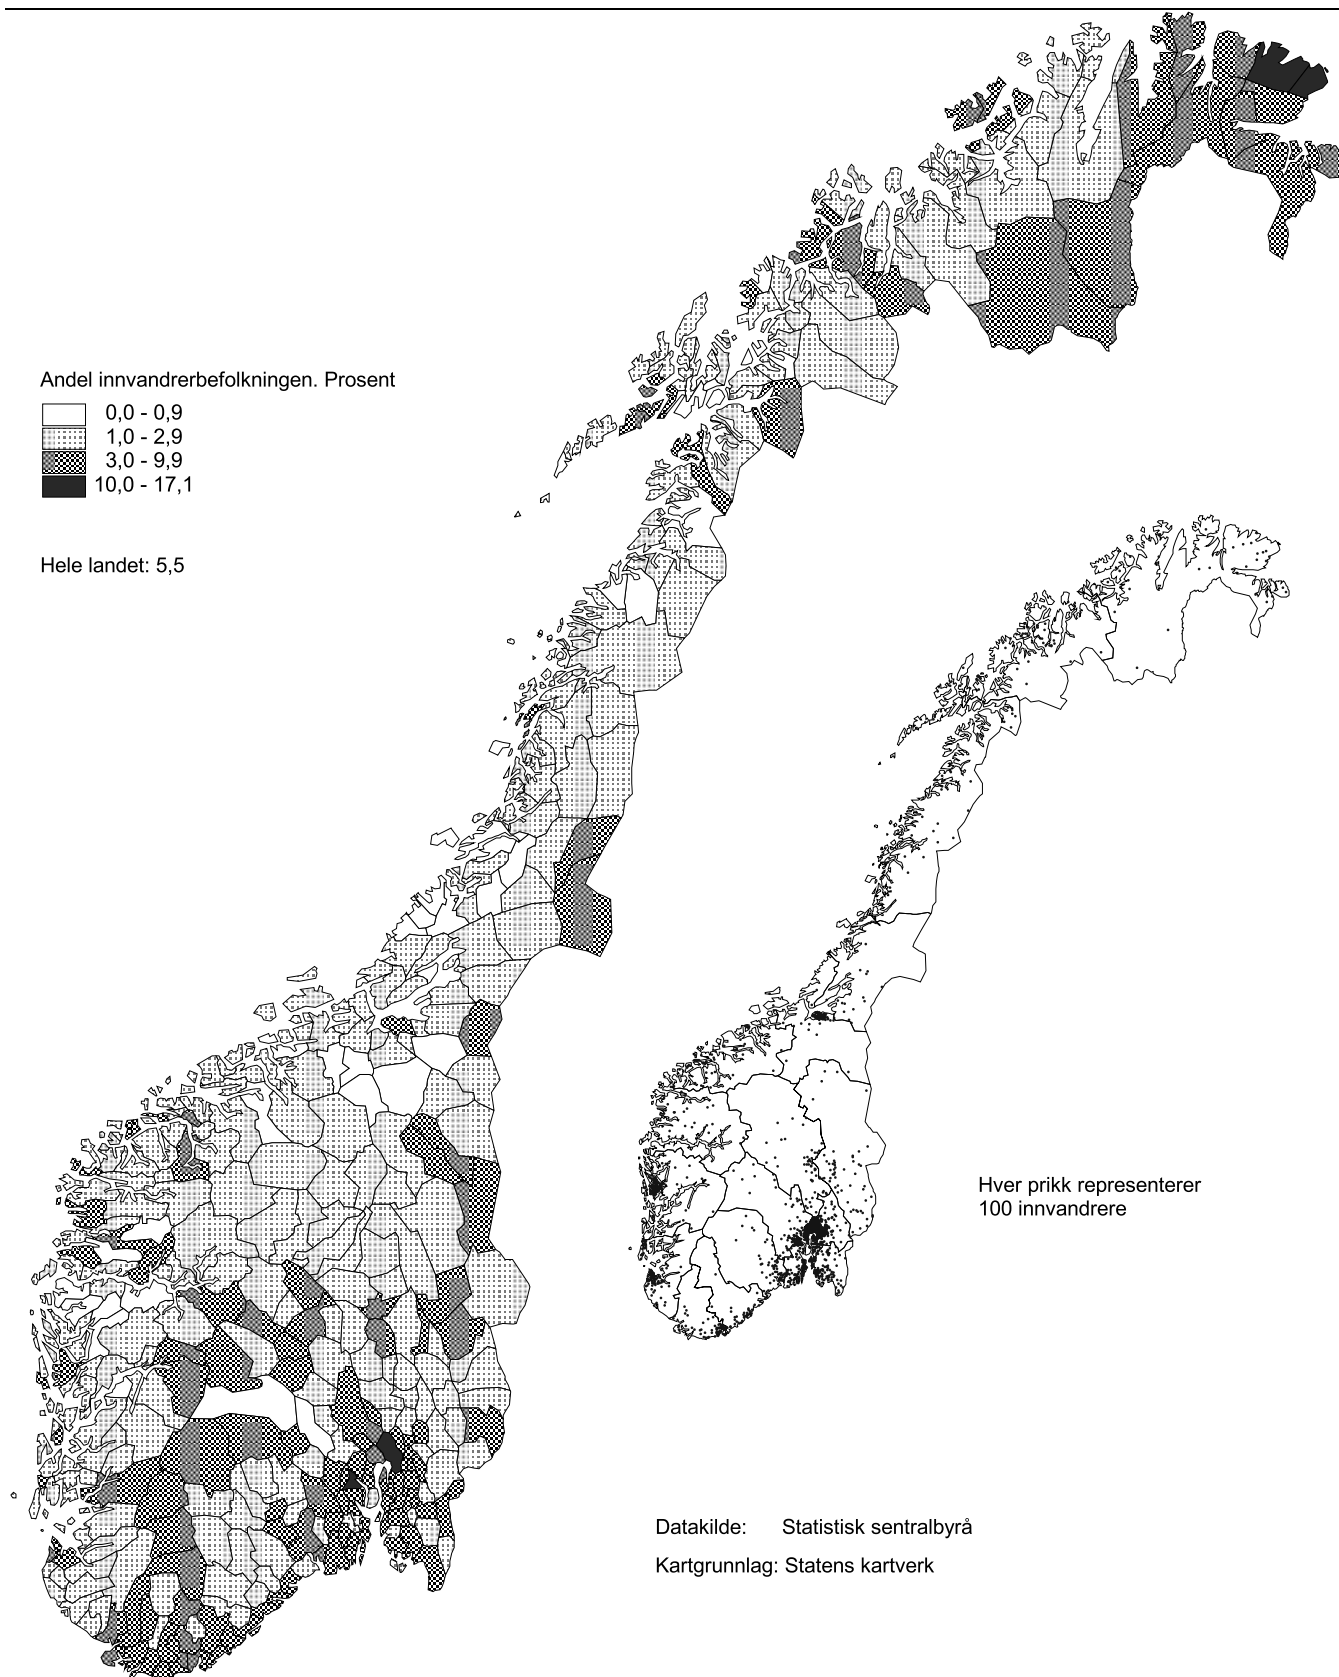 Andel innvandrerbefolkningen. Prosent
0,0 - 0,9
1,0 - 2,9
3,0 - 9,9
10,0 - 17,1
Hele landet: 5,5
Hver prikk representerer
100 innvandrere
Datakilde: Statistisk sentralbyrå
Kartgrunnlag: Statens kartverk